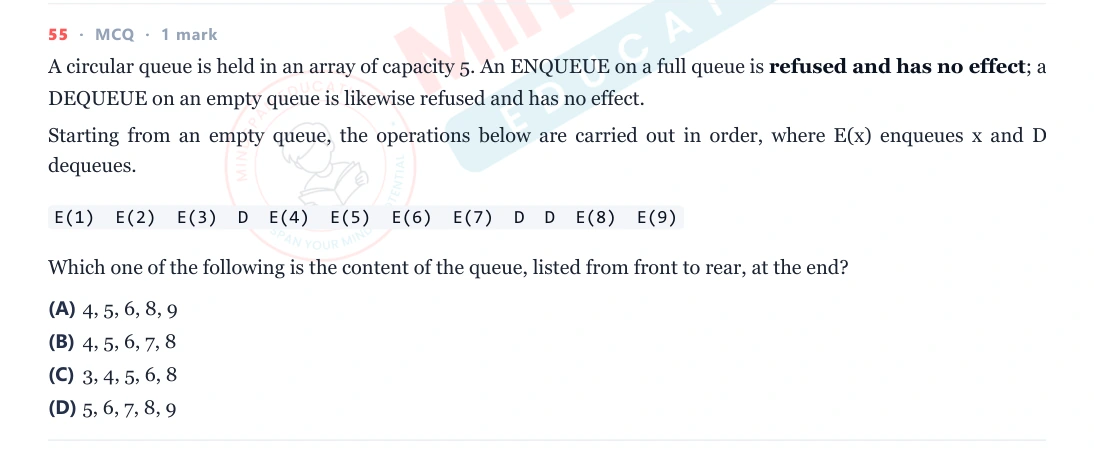 55 · MCQ · 1 mark
A circular queue is held in an array of capacity 5. An ENQUEUE on a full queue is refused and has no effect; a
DEQUEUE on an empty queue is likewise refused and has no effect.
Starting from an empty queue, the operations below are carried out in order, where E(x) enqueues x and D
dequeues.
E(1) E(2) E(3) D E(4) E(5) E(6) E(7) D D E(8) E(9)
Which one of the following is the content of the queue, listed from front to rear, at the end?
(A) 4, 5, 6, 8, 9
(B) 4, 5, 6, 7, 8
(C) 3, 4, 5, 6, 8
(D) 5, 6, 7, 8, 9